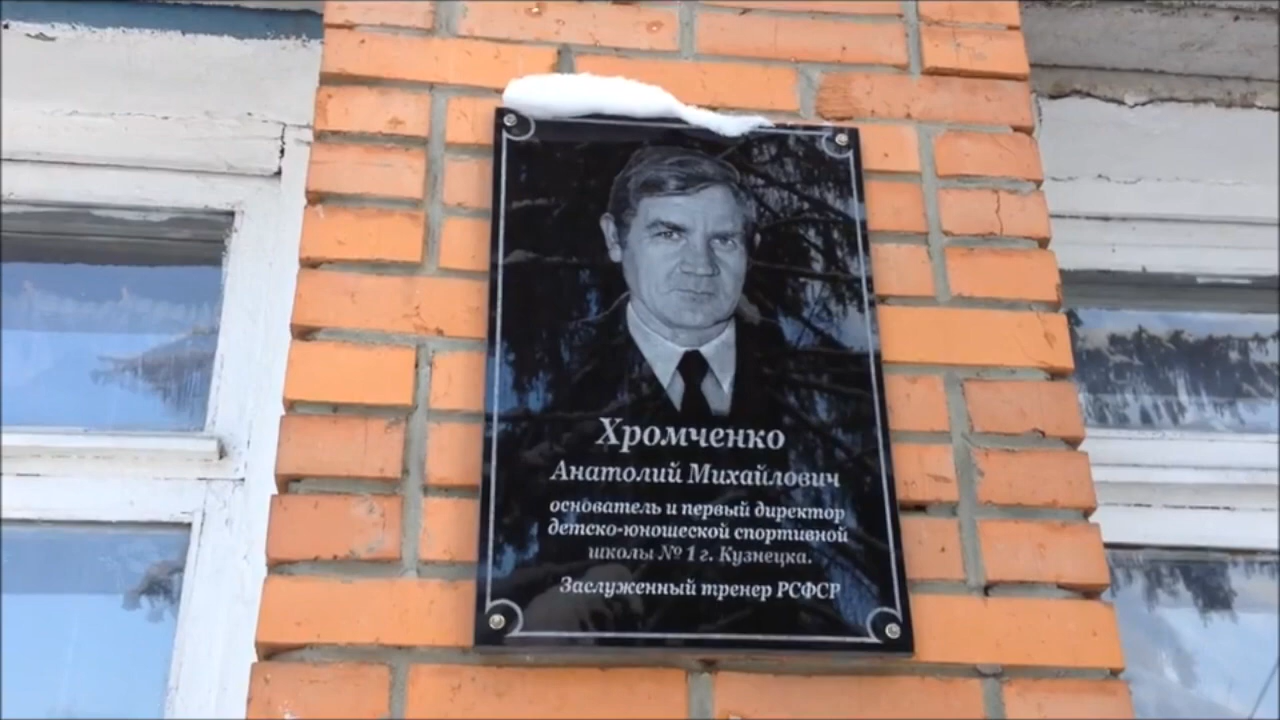 Хромченко
Анатолий Михайлович
основатель и первый директор
детско-юношеской спортивной
школы № 1 г. Кузнецка.
Заслуженный тренер РСФСР